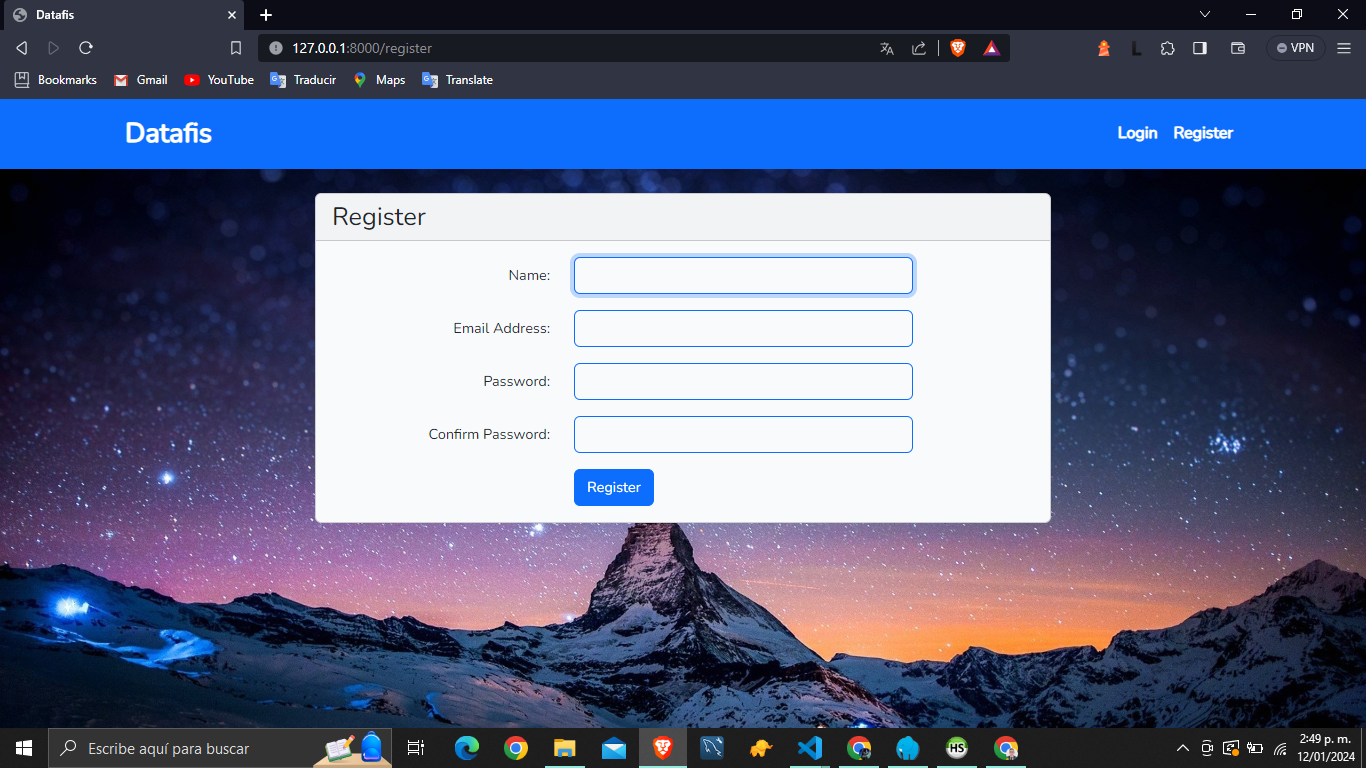 Datafis
127.0.0.1:8000/register
VPN
Bookmarks Gmail YouTube Traducir Maps Translate
Datafis
Login Register
Register
Name:
Email Address:
Password:
Confirm Password:
Register
Escribe aquí para buscar
HS
2:49 p. m.
12/01/2024